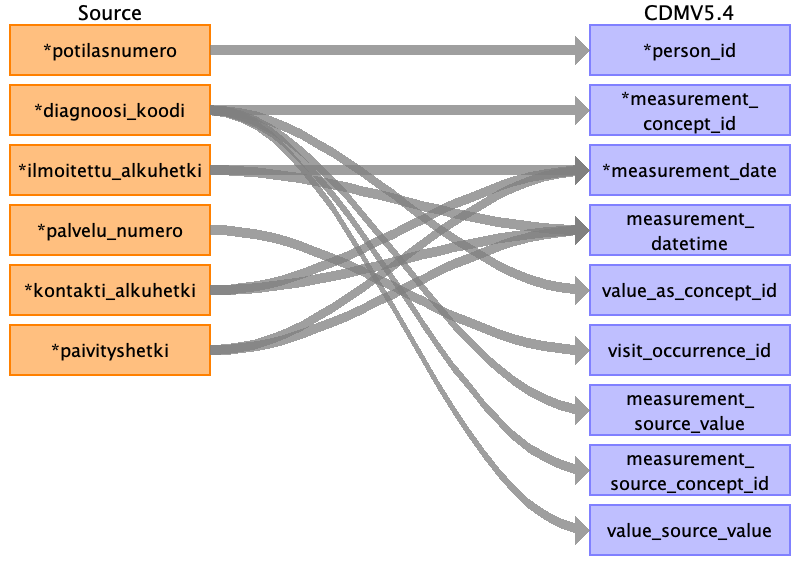 Source
CDMV5.4
*potilasnumero
*person_id
*diagnoosi_koodi
*measurement_
concept_id
*ilmoitettu_alkuhetki
*measurement_date
*palvelu_numero
measurement_
datetime
*kontakti_alkuhetki
value_as_concept_id
*paivityshetki
visit_occurrence_id
measurement_
source_value
measurement_
source_concept_id
value_source_value